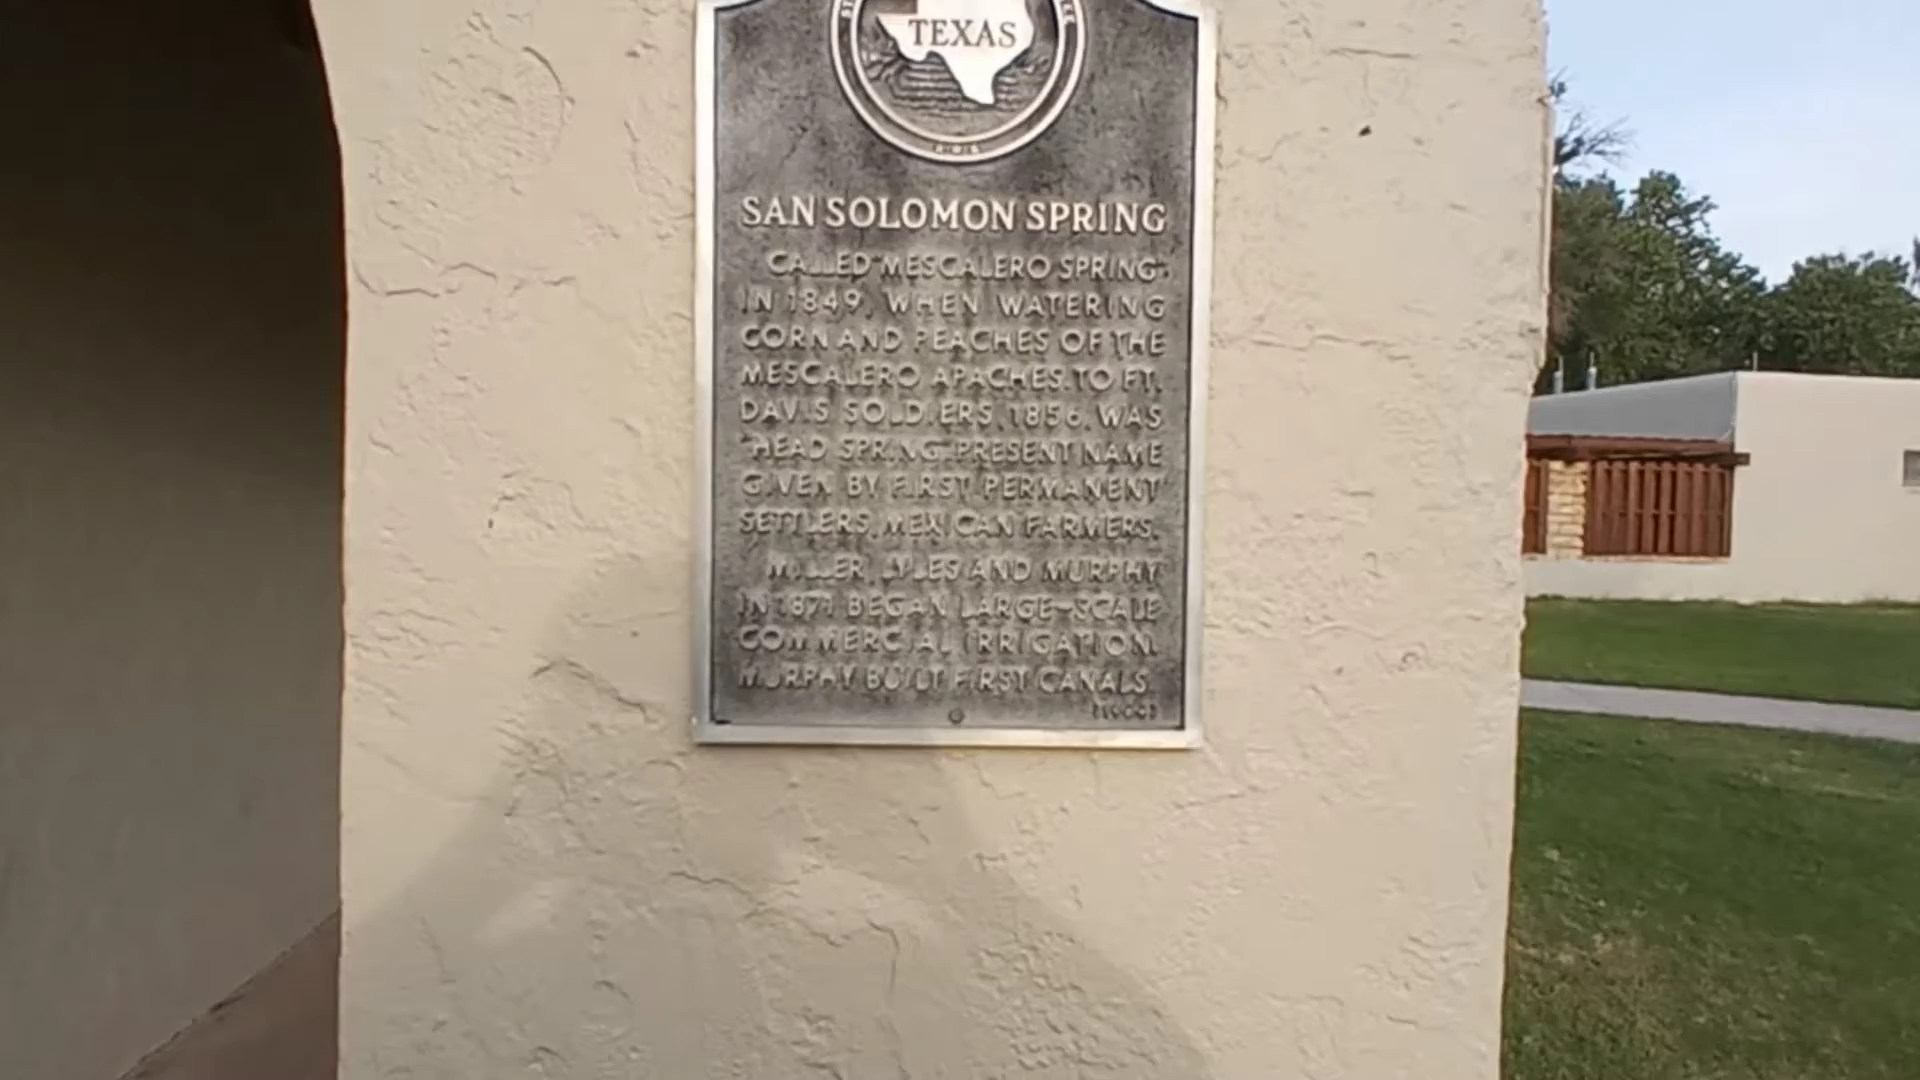 TEXAS
SAN SOLOMON SPRING
CALLED "MESCALERO SPRING"
IN 1849, WHEN WATERING
CORN AND PEACHES OF THE
MESCALERO APACHES. TO FT.
DAVIS SOLDIERS, 1856, WAS
"HEAD SPRING". PRESENT NAME
GIVEN BY FIRST PERMANENT
SETTLERS, MEXICAN FARMERS.
MILLER, LYLES AND MURPHY
IN 1871 BEGAN LARGE-SCALE
COMMERCIAL IRRIGATION.
MURPHY BUILT FIRST CANALS.